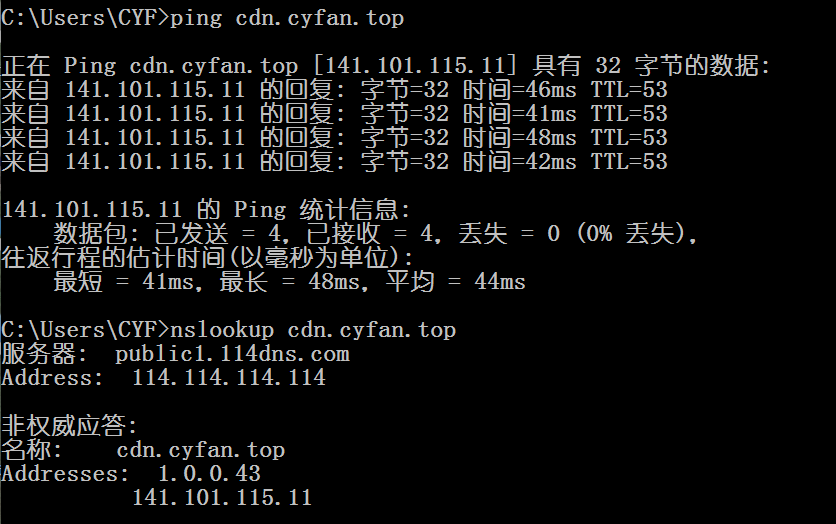 C:\Users\CYF>ping cdn.cyfan.top
正在 Ping cdn.cyfan.top [141.101.115.11] 具有 32 字节的数据:
来自 141.101.115.11 的回复: 字节=32 时间=46ms TTL=53
来自 141.101.115.11 的回复: 字节=32 时间=41ms TTL=53
来自 141.101.115.11 的回复: 字节=32 时间=48ms TTL=53
来自 141.101.115.11 的回复: 字节=32 时间=42ms TTL=53
141.101.115.11 的 Ping 统计信息:
数据包: 已发送 = 4，已接收 = 4，丢失 = 0 (0% 丢失)，
往返行程的估计时间(以毫秒为单位):
最短 = 41ms，最长 = 48ms，平均 = 44ms
C:\Users\CYF>nslookup cdn.cyfan.top
服务器:  public1.114dns.com
Address:  114.114.114.114
非权威应答:
名称:    cdn.cyfan.top
Addresses:  1.0.0.43
141.101.115.11